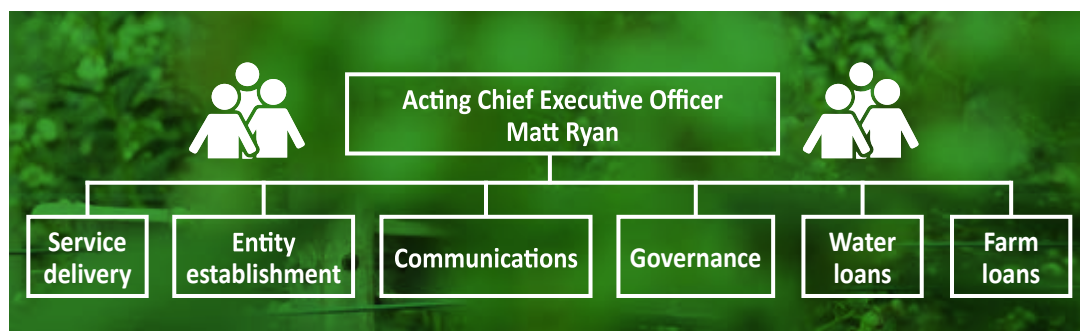 Acting Chief Executive Officer
Matt Ryan
Service
delivery
Entity
establishment
Communications
Governance
Water
loans
Farm
loans